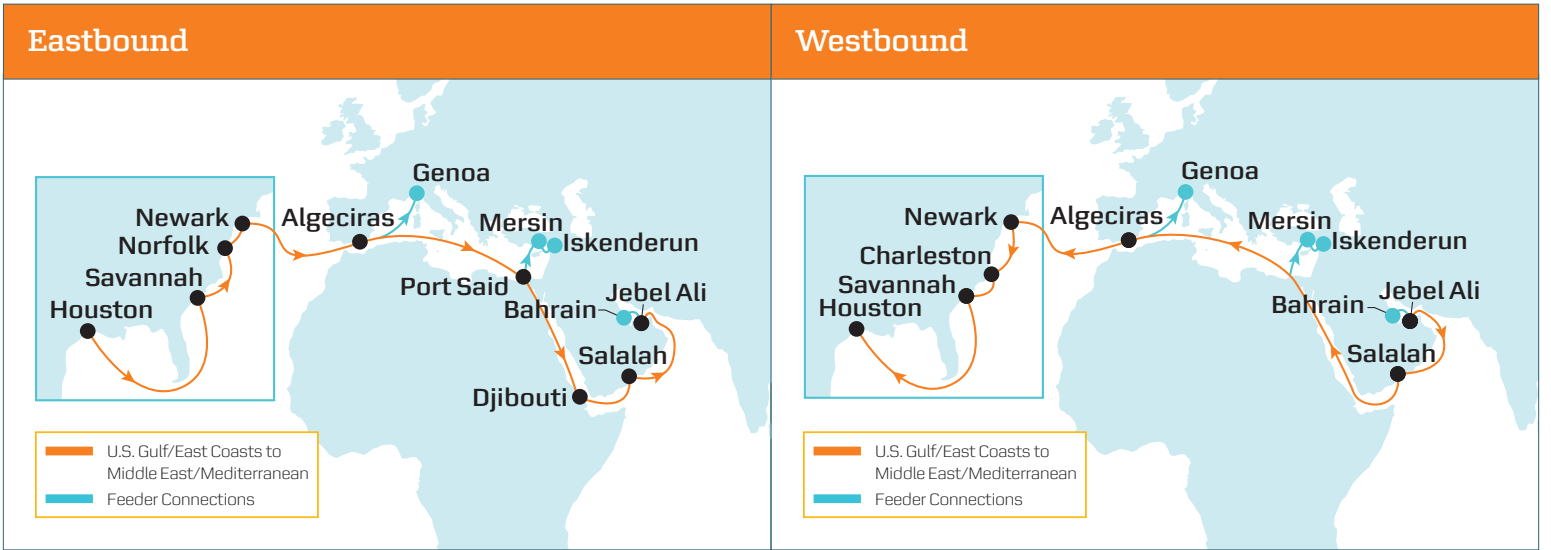 Eastbound
Genoa
Newark
Algeciras
Mersin
Norfolk
Iskenderun
Savannah
Port Said
Jebel Ali
Houston
Bahrain
Salalah
Djibouti
U.S. Gulf/East Coasts to
Middle East/Mediterranean
Feeder Connections
Westbound
Genoa
Newark
Algeciras
Mersin
Iskenderun
Charleston
Savannah
Jebel Ali
Houston
Bahrain
Salalah
U.S. Gulf/East Coasts to
Middle East/Mediterranean
Feeder Connections